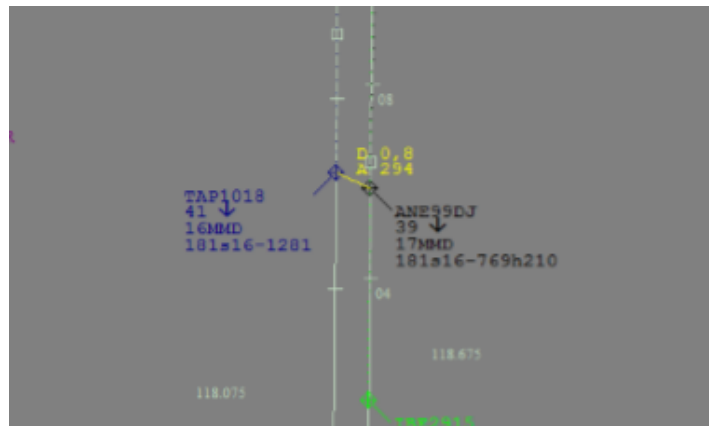 08
D 0,8
A 294
TAP1018
41 ↓
16MMD
181s16-1281
ANE99DJ
39 ↓
17MMD
181s16-769h210
04
118.675
118.075